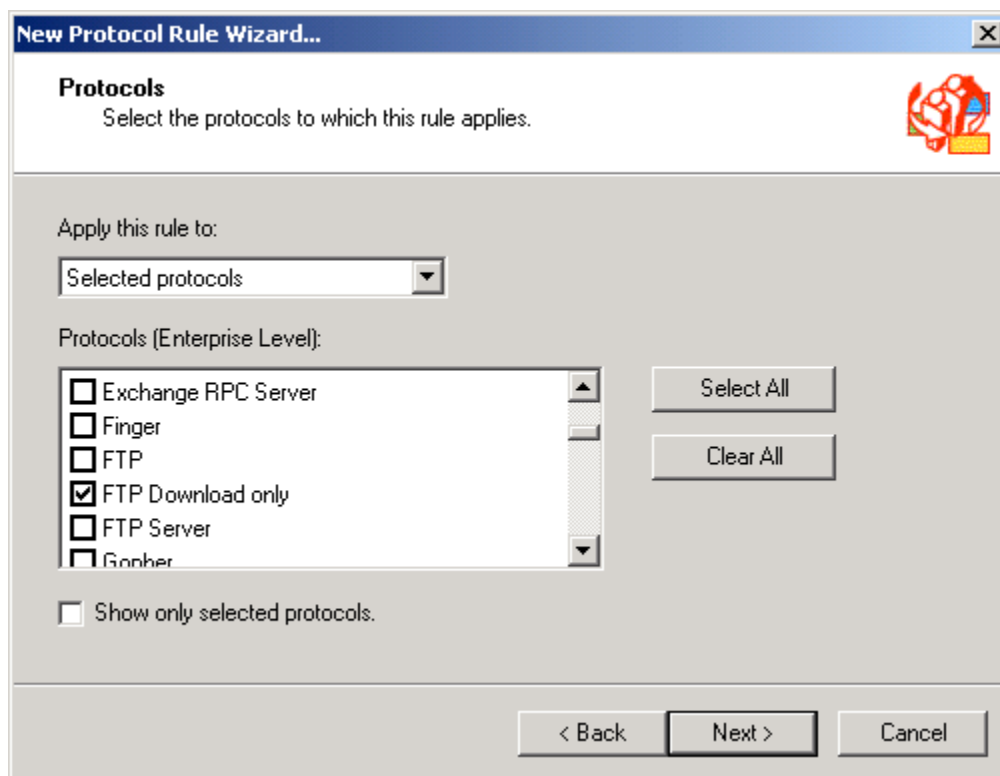 New Protocol Rule Wizard...
Protocols
Select the protocols to which this rule applies.
Apply this rule to:
Selected protocols
Protocols (Enterprise Level):
Exchange RPC Server
Finger
FTP
FTP Download only
FTP Server
Gopher
Select All
Clear All
Show only selected protocols.
< Back
Next >
Cancel